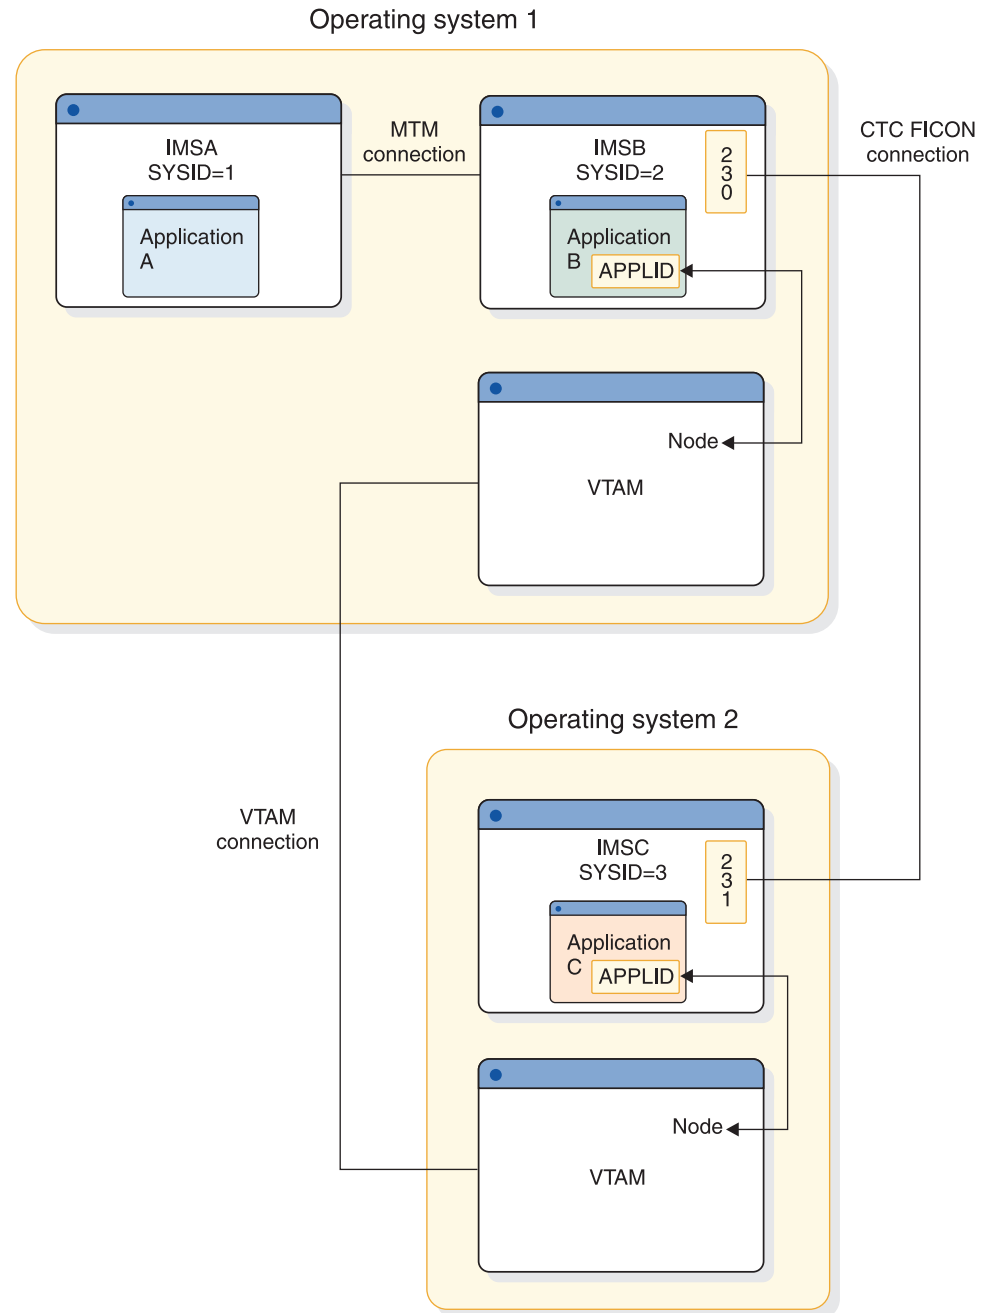 Operating system 1
IMSA
SYSID=1
Application
A
MTM
connection
IMSB
SYSID=2
2
3
0
Application
B
APPLID
CTC FICON
connection
Node
VTAM
Operating system 2
VTAM
connection
IMSC
SYSID=3
2
3
1
Application
C
APPLID
Node
VTAM